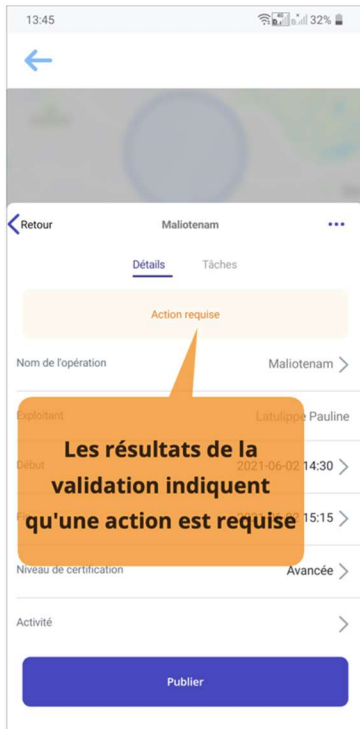 13:45
32%
Retour
Maliotenam
Détails
Tâches
Action requise
Nom de l'opération
Maliotenam
Exploitant
Latulippe Pauline
Les résultats de la
validation indiquent
qu'une action est requise
Début
2021-06-02 14:30
15:15
Niveau de certification
Avancée
Activité
Publier